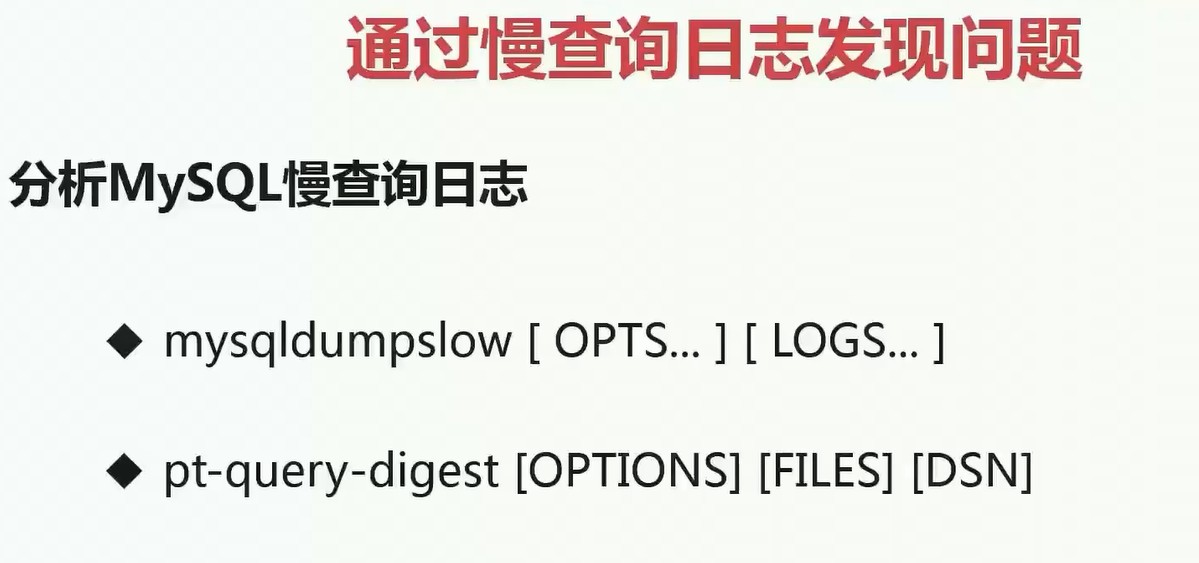 通过慢查询日志发现问题
分析MySQL慢查询日志
◆ mysqldumpslow [ OPTS... ] [ LOGS... ]
◆ pt-query-digest [OPTIONS] [FILES] [DSN]